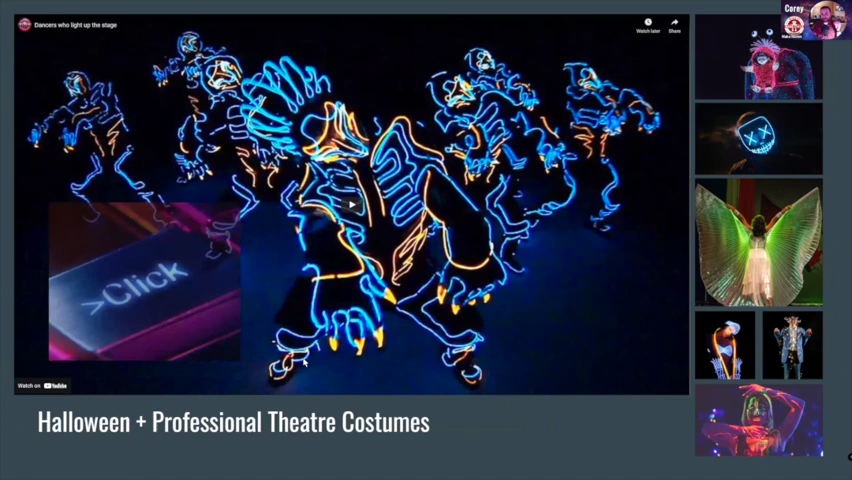 Dancers who light up the stage
Watch later
Share
Corey
>Click
Watch on YouTube
Halloween + Professional Theatre Costumes